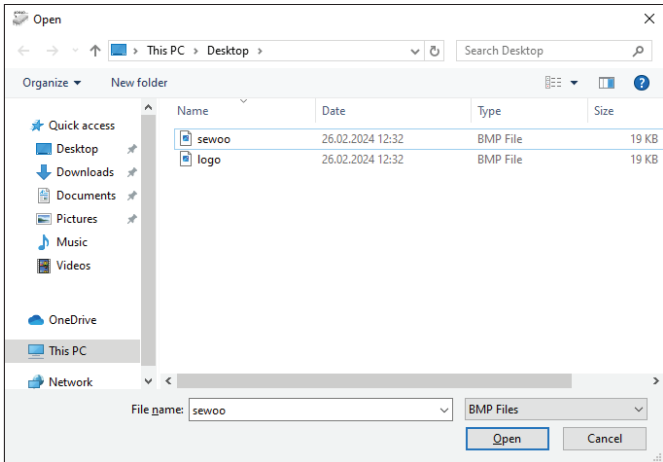 Open
This PC > Desktop >
Search Desktop
Organize
New folder
Name Date Type Size
sewoo 26.02.2024 12:32 BMP File 19 KB
logo 26.02.2024 12:32 BMP File 19 KB
Quick access
Desktop
Downloads
Documents
Pictures
Music
Videos
OneDrive
This PC
Network
File name: sewoo
BMP Files
Open Cancel